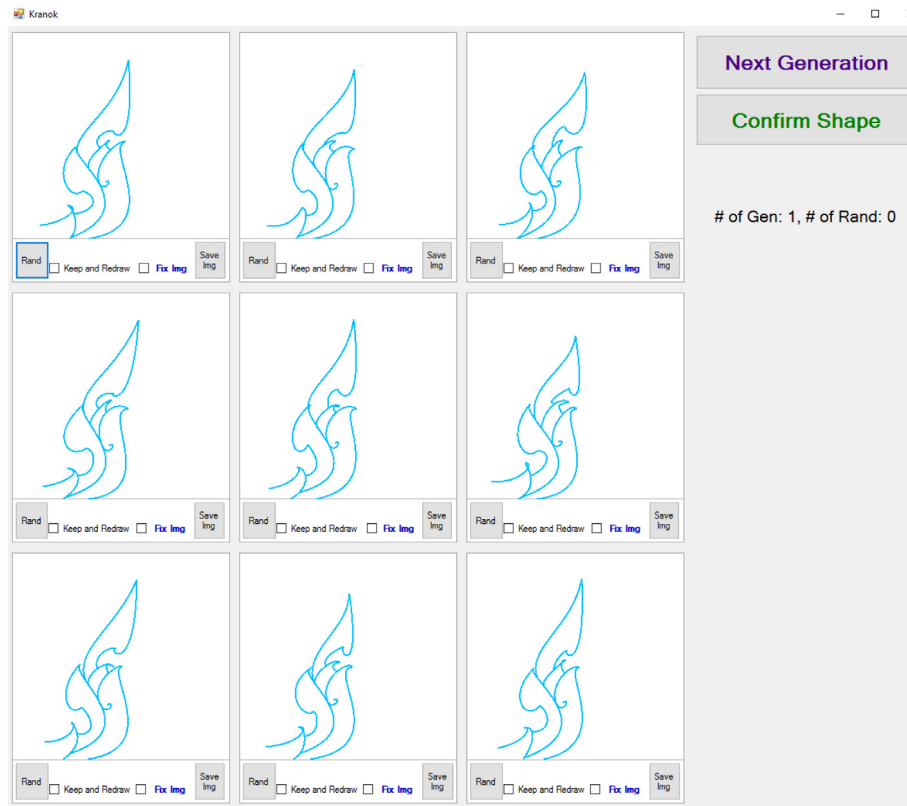 Kranok
Next Generation
Confirm Shape
# of Gen: 1, # of Rand: 0
Rand Keep and Redraw Fix Img Save Img
Rand Keep and Redraw Fix Img Save Img
Rand Keep and Redraw Fix Img Save Img
Rand Keep and Redraw Fix Img Save Img
Rand Keep and Redraw Fix Img Save Img
Rand Keep and Redraw Fix Img Save Img
Rand Keep and Redraw Fix Img Save Img
Rand Keep and Redraw Fix Img Save Img
Rand Keep and Redraw Fix Img Save Img